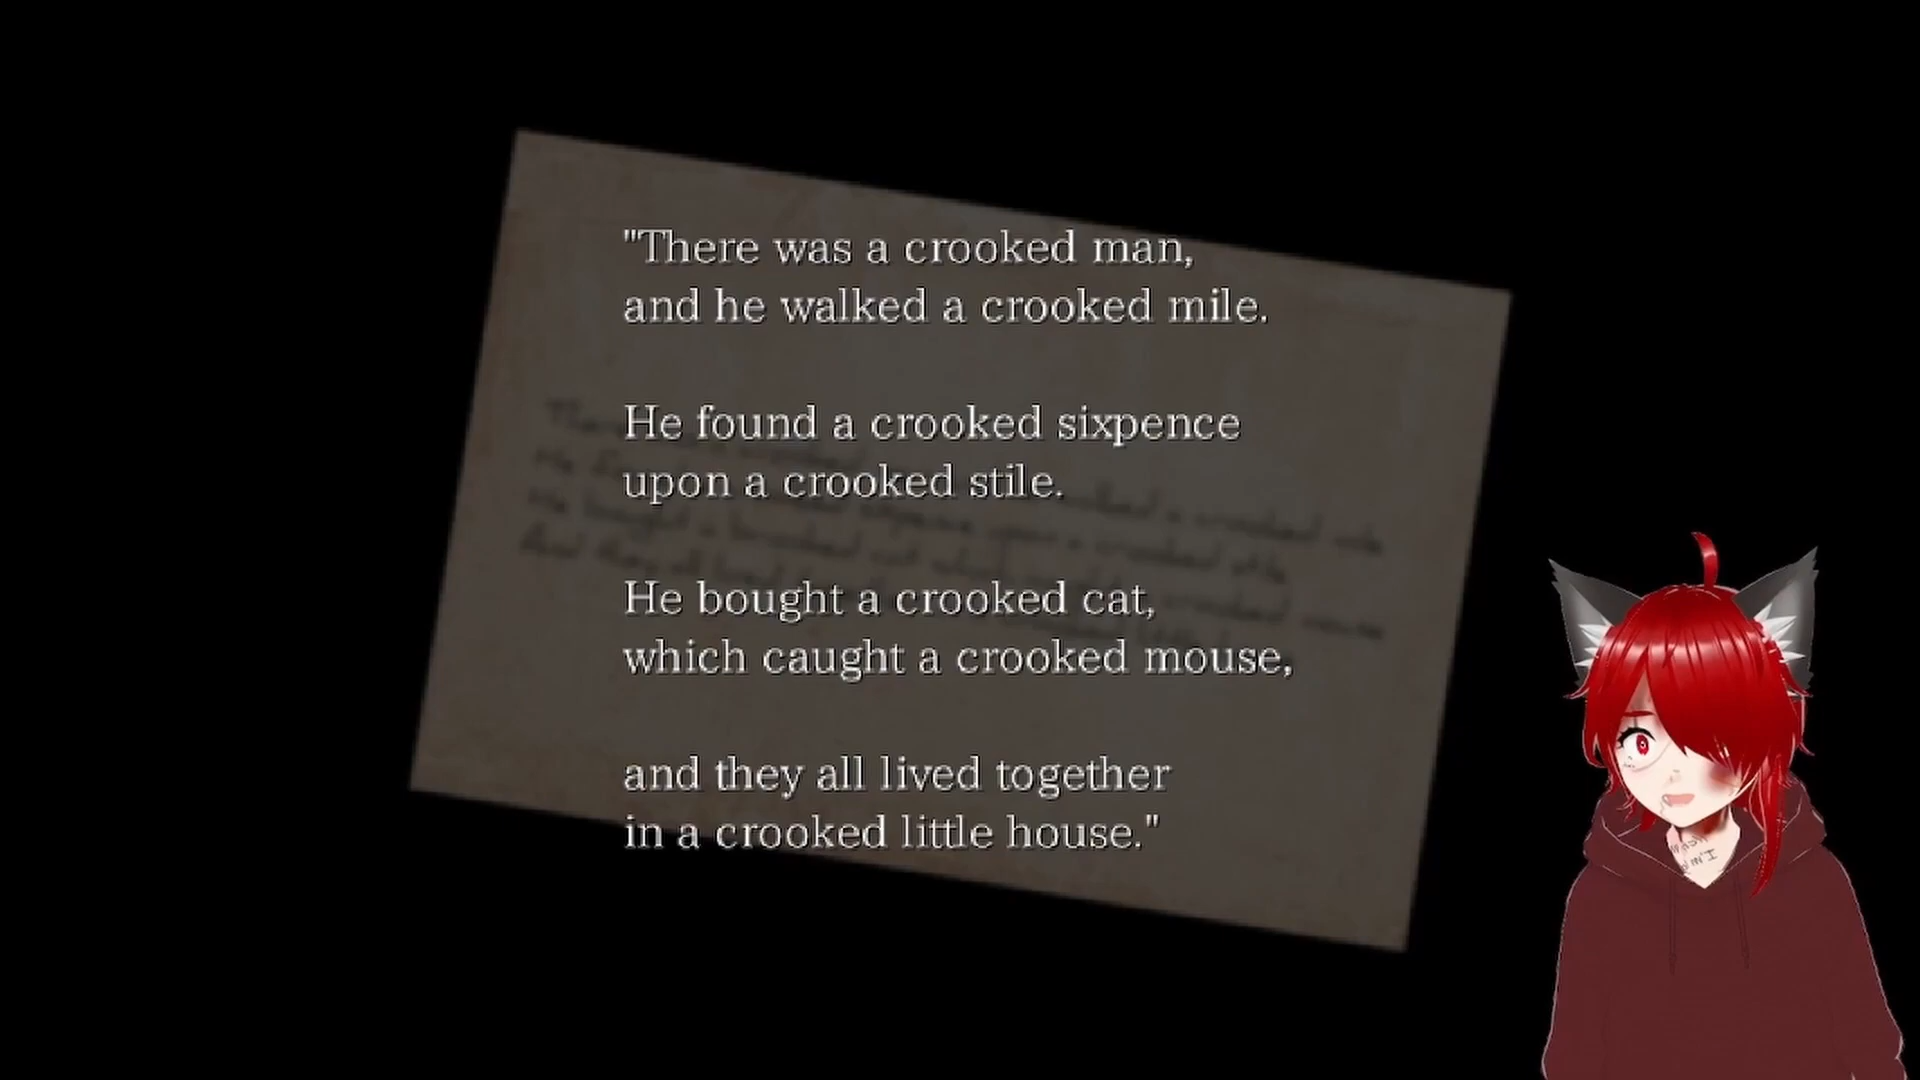 "There was a crooked man,
and he walked a crooked mile.
He found a crooked sixpence
upon a crooked stile.
He bought a crooked cat,
which caught a crooked mouse,
and they all lived together
in a crooked little house."